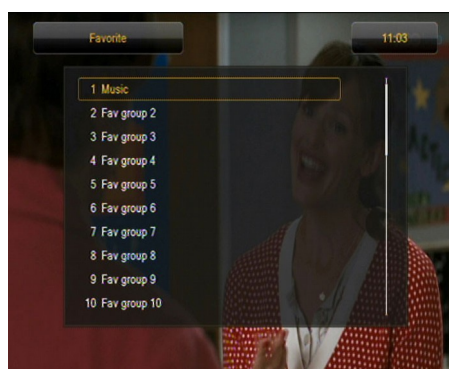 Favorite
11:03
1 Music
2 Fav group 2
3 Fav group 3
4 Fav group 4
5 Fav group 5
6 Fav group 6
7 Fav group 7
8 Fav group 8
9 Fav group 9
10 Fav group 10